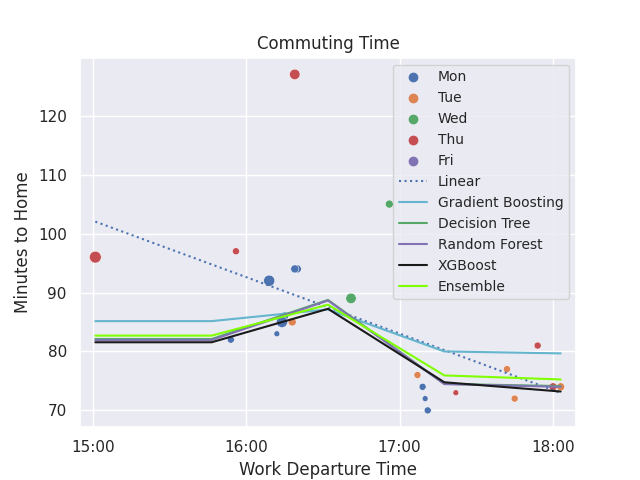 Commuting Time
Minutes to Home
120
110
100
90
80
70
15:00
16:00
17:00
18:00
Work Departure Time
Mon
Tue
Wed
Thu
Fri
Linear
Gradient Boosting
Decision Tree
Random Forest
XGBoost
Ensemble